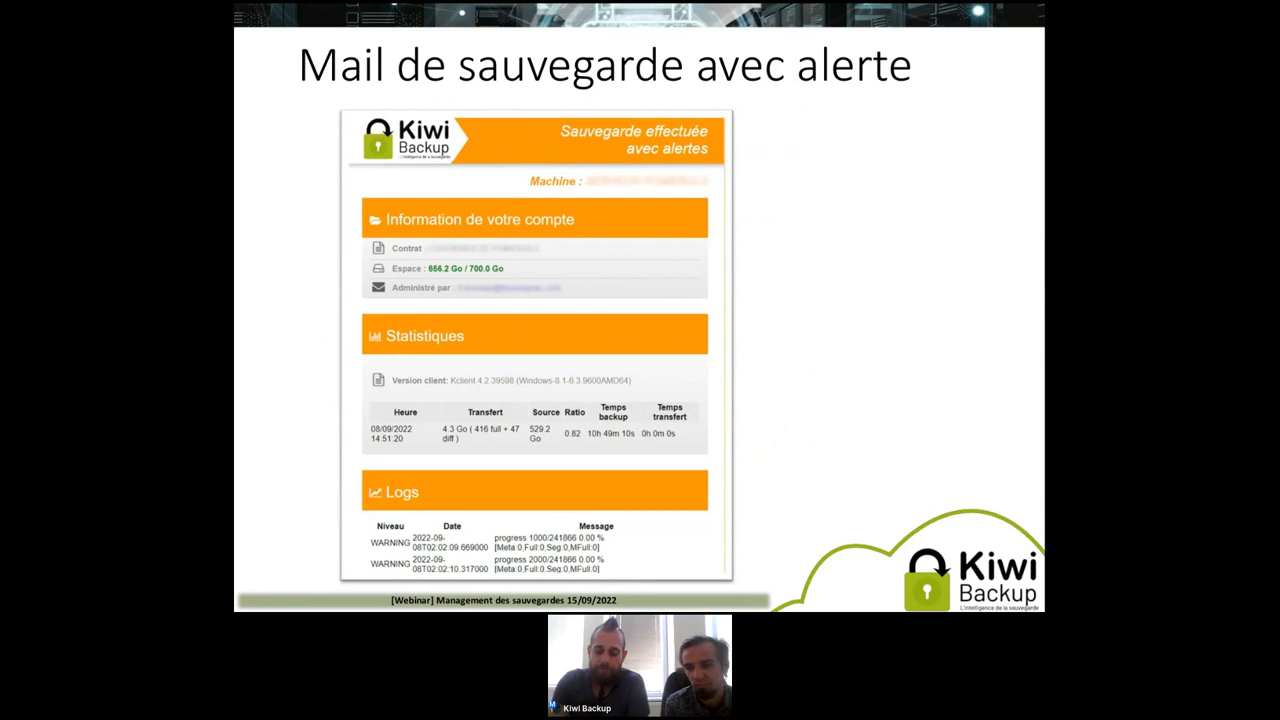 Mail de sauvegarde avec alerte
Kiwi
Backup
L'intelligence de la sauvegarde
Sauvegarde effectuée
avec alertes
Machine :
Information de votre compte
Contrat :
Espace : 656.2 Go / 700.0 Go
Administré par :
Statistiques
Version client: Kclient 4.2.39598 (Windows-8.1-6.3.9600AMD64)
Heure Transfert Source Ratio Temps backup Temps transfert
08/09/2022 14:51:20 4.3 Go ( 416 full + 47 diff ) 529.2 Go 0.82 10h 49m 10s 0h 0m 0s
Logs
Niveau Date Message
WARNING 2022-09-08T02:02:09.669000 progress 1000/241866 0.00 % [Meta:0,Full:0,Seg:0,MFull:0]
WARNING 2022-09-08T02:02:10.317000 progress 2000/241866 0.00 % [Meta:0,Full:0,Seg:0,MFull:0]
Kiwi
Backup
L'intelligence de la sauvegarde
[Webinar] Management des sauvegardes 15/09/2022
Kiwi Backup